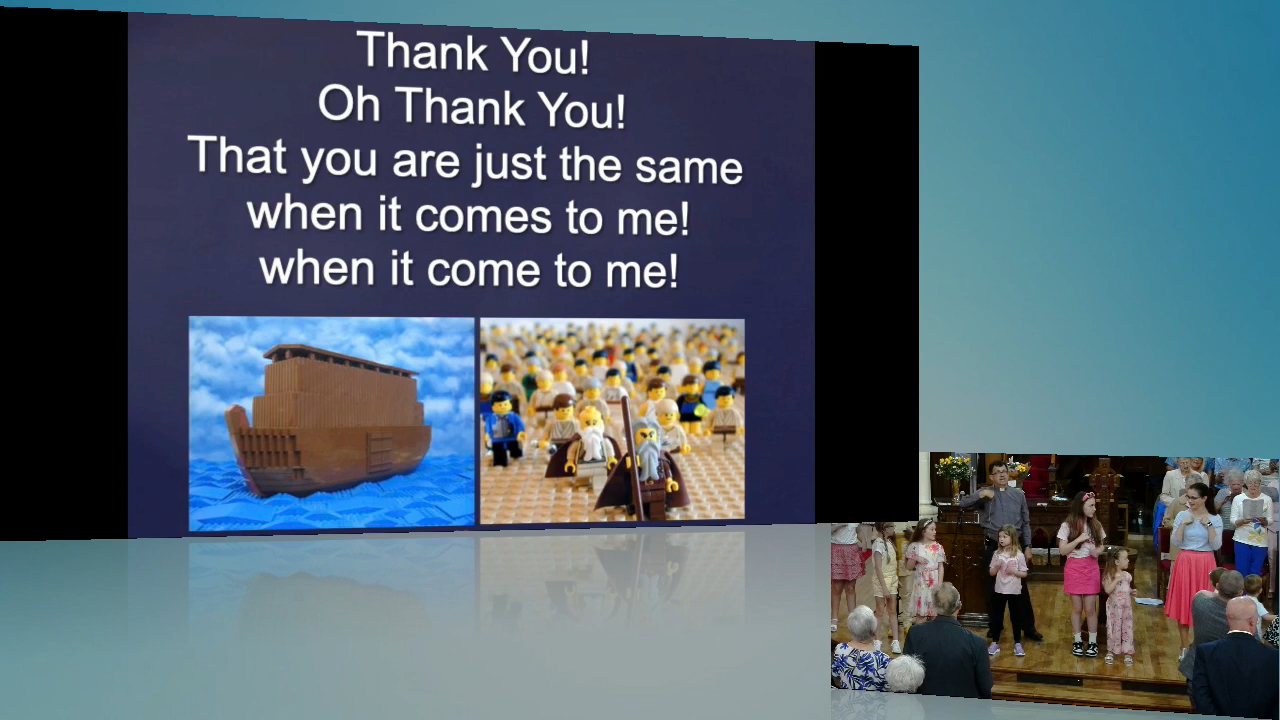 Thank You!
Oh Thank You!
That you are just the same
when it comes to me!
when it come to me!